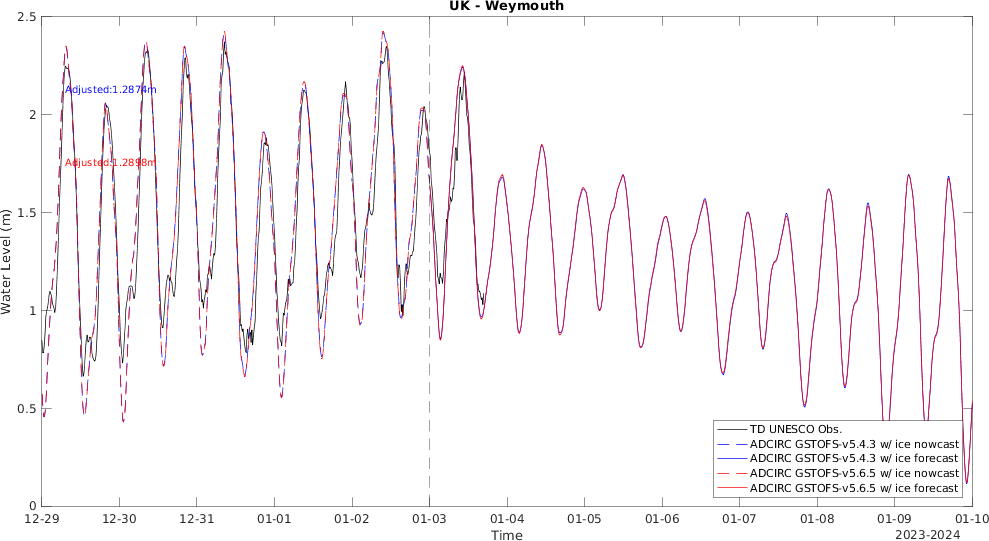 UK - Weymouth
2.5
2
1.5
1
0.5
0
Water Level (m)
Adjusted:1.2874m
Adjusted:1.2898m
TD UNESCO Obs.
ADCIRC GSTOFS-v5.4.3 w/ ice nowcast
ADCIRC GSTOFS-v5.4.3 w/ ice forecast
ADCIRC GSTOFS-v5.6.5 w/ ice nowcast
ADCIRC GSTOFS-v5.6.5 w/ ice forecast
12-29 12-30 12-31 01-01 01-02 01-03 01-04 01-05 01-06 01-07 01-08 01-09 01-10
Time
2023-2024